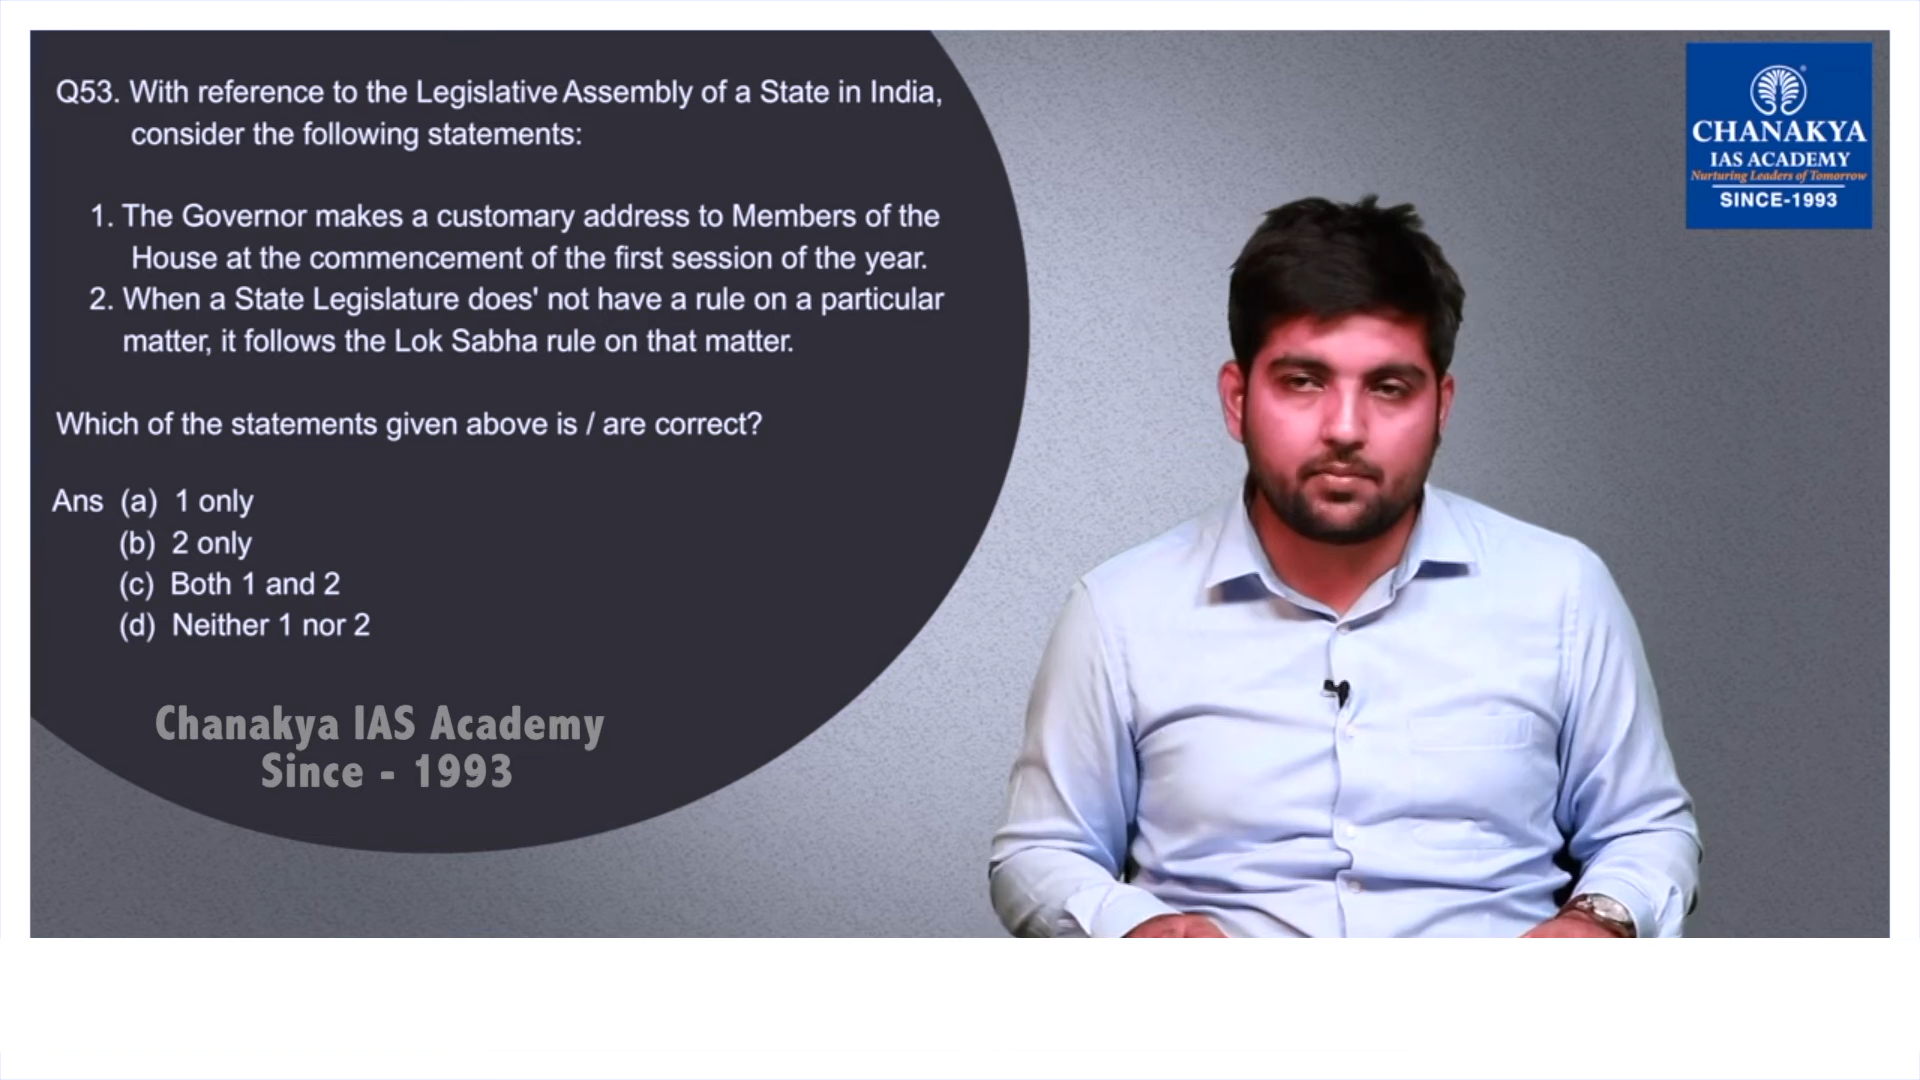 Q53. With reference to the Legislative Assembly of a State in India,
consider the following statements:
1. The Governor makes a customary address to Members of the
House at the commencement of the first session of the year.
2. When a State Legislature does' not have a rule on a particular
matter, it follows the Lok Sabha rule on that matter.
Which of the statements given above is / are correct?
Ans (a) 1 only
(b) 2 only
(c) Both 1 and 2
(d) Neither 1 nor 2
Chanakya IAS Academy
Since - 1993
CHANAKYA
IAS ACADEMY
Nurturing Leaders of Tomorrow
SINCE-1993